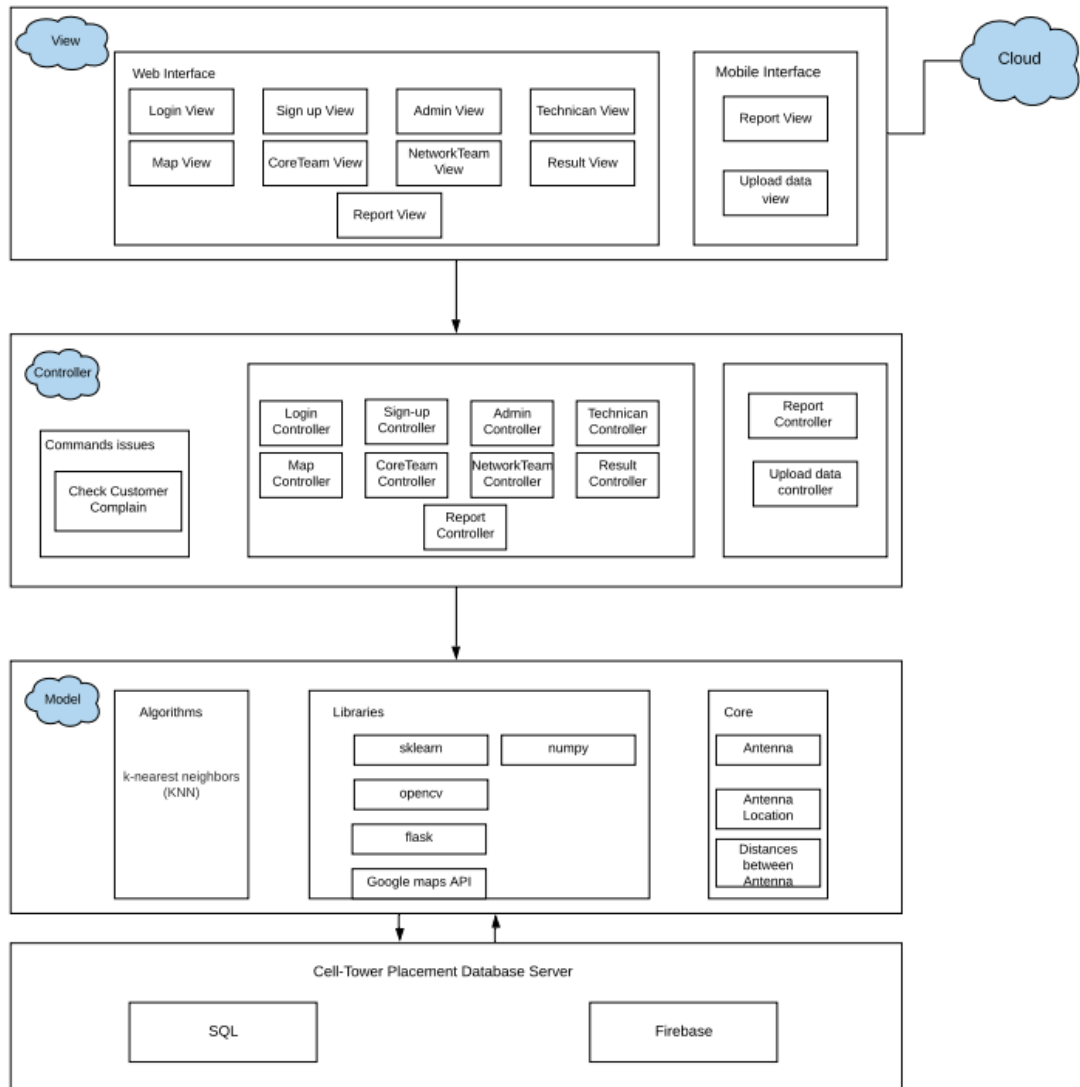 View
Cloud
Web Interface
Mobile Interface
Login View
Sign up View
Admin View
Technican View
Report View
Map View
CoreTeam View
NetworkTeam
View
Result View
Upload data
view
Report View
Controller
Commands issues
Check Customer
Complain
Login
Controller
Sign-up
Controller
Admin
Controller
Technican
Controller
Map
Controller
CoreTeam
Controller
NetworkTeam
Controller
Result
Controller
Report
Controller
Report
Controller
Upload data
controller
Model
Algorithms
k-nearest neighbors
(KNN)
Libraries
sklearn
numpy
opencv
flask
Google maps API
Core
Antenna
Antenna
Location
Distances
between
Antenna
Cell-Tower Placement Database Server
SQL
Firebase